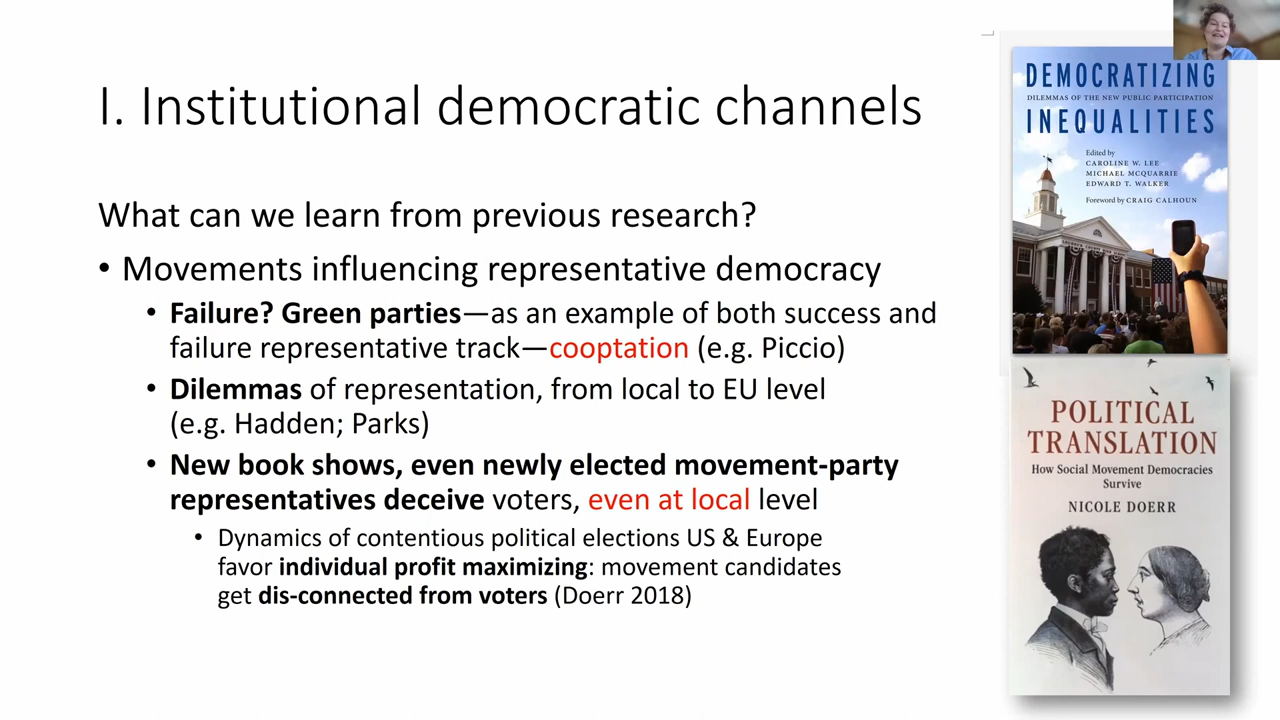 I. Institutional democratic channels
What can we learn from previous research?
• Movements influencing representative democracy
• Failure? Green parties—as an example of both success and
failure representative track—cooptation (e.g. Piccio)
• Dilemmas of representation, from local to EU level
(e.g. Hadden; Parks)
• New book shows, even newly elected movement-party
representatives deceive voters, even at local level
• Dynamics of contentious political elections US & Europe
favor individual profit maximizing: movement candidates
get dis-connected from voters (Doerr 2018)
DEMOCRATIZING
DILEMMAS OF THE NEW PUBLIC PARTICIPATION
INEQUALITIES
Edited by
CAROLINE W. LEE
MICHAEL MCQUARRIE
EDWARD T. WALKER
Foreword by CRAIG CALHOUN
POLITICAL
TRANSLATION
How Social Movement Democracies
Survive
NICOLE DOERR